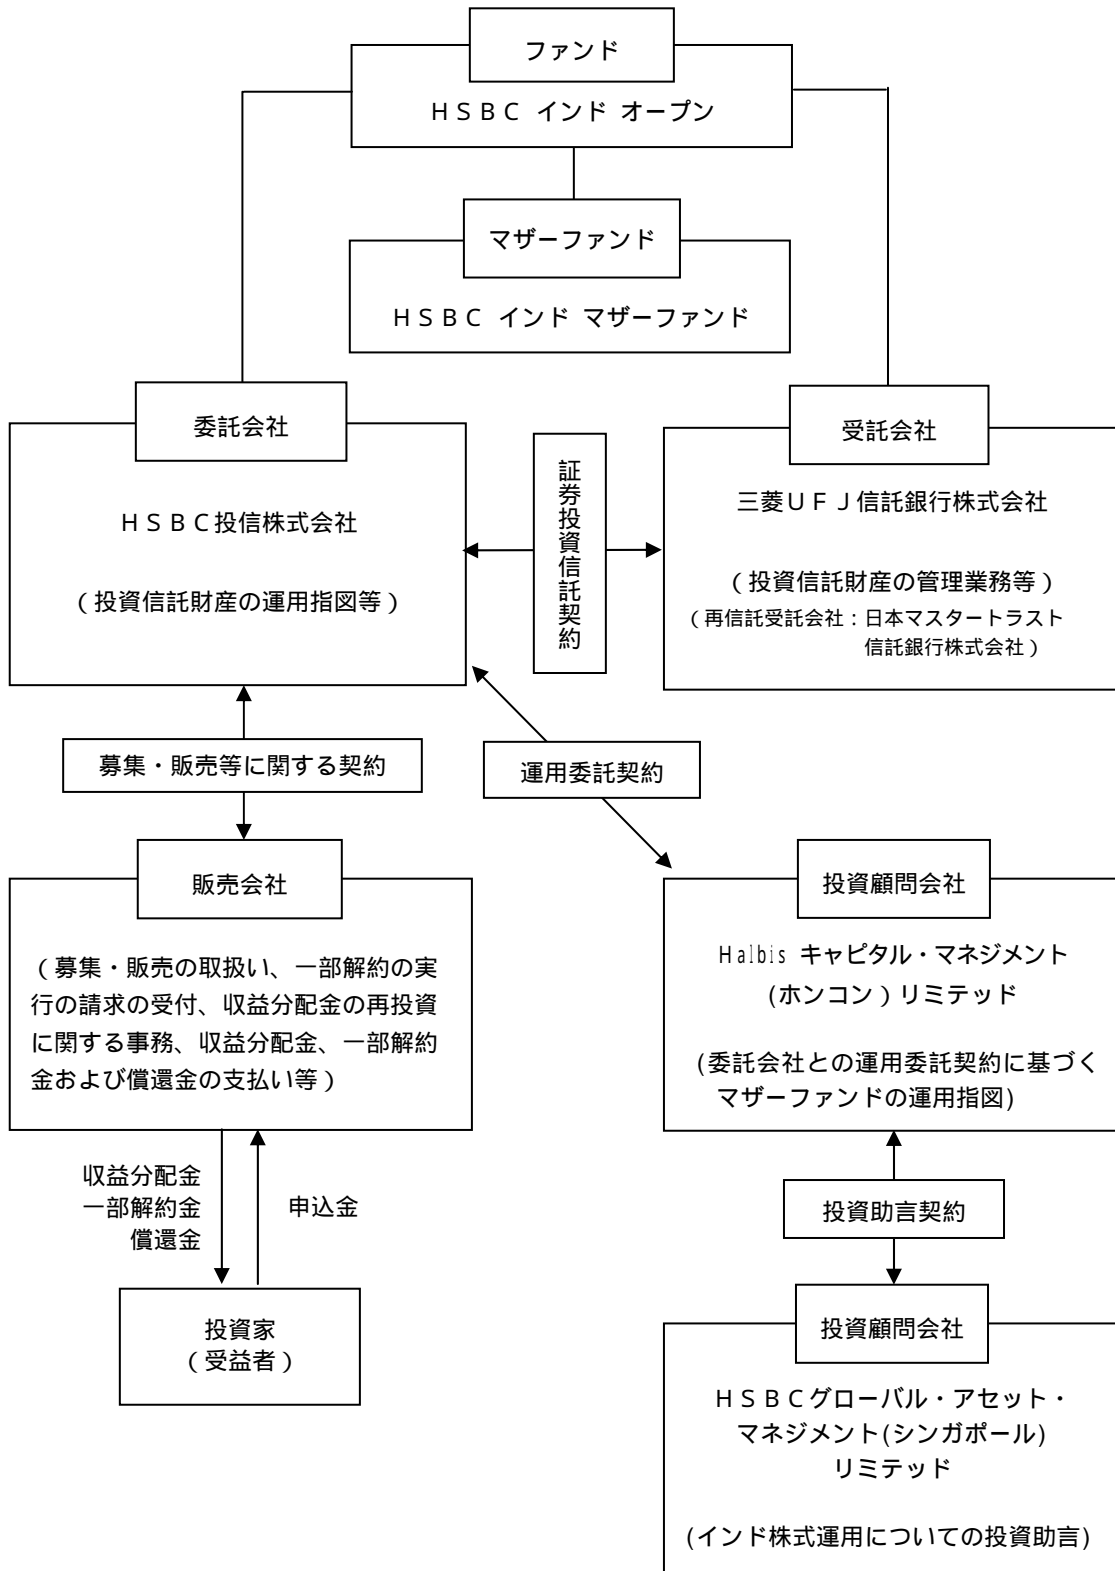 ファンド
ＨＳＢＣ インド オープン
マザーファンド
ＨＳＢＣ インド マザーファンド
委託会社
ＨＳＢＣ投信株式会社
（投資信託財産の運用指図等）
証券投資信託契約
受託会社
三菱ＵＦＪ信託銀行株式会社
（投資信託財産の管理業務等）
（再信託受託会社：日本マスタートラスト
信託銀行株式会社）
募集・販売等に関する契約
運用委託契約
販売会社
（募集・販売の取扱い、一部解約の実
行の請求の受付、収益分配金の再投資
に関する事務、収益分配金、一部解約
金および償還金の支払い等）
投資顧問会社
Halbis キャピタル・マネジメント
(ホンコン）リミテッド
(委託会社との運用委託契約に基づく
マザーファンドの運用指図)
収益分配金
一部解約金
償還金
申込金
投資助言契約
投資家
（受益者）
投資顧問会社
ＨＳＢＣグローバル・アセット・
マネジメント(シンガポール)
リミテッド
(インド株式運用についての投資助言)